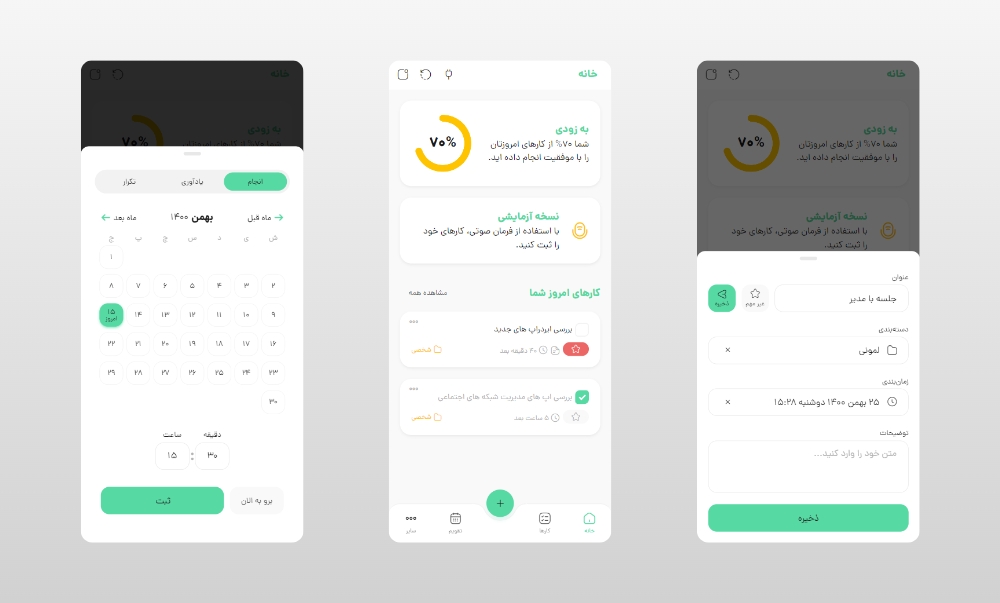 خانه
به زودی
۷۰%
شما ۷۰% از کارهای امروزتان
انجام
یادآوری
تکرار
ماه قبل
بهمن ۱۴۰۰
ماه بعد
ش
ی
د
س
چ
پ
ج
۱
۲
۳
۴
۵
۶
۷
۸
۹
۱۰
۱۱
۱۲
۱۳
۱۴
۱۵
امروز
۱۶
۱۷
۱۸
۱۹
۲۰
۲۱
۲۲
۲۳
۲۴
۲۵
۲۶
۲۷
۲۸
۲۹
۳۰
دقیقه
ساعت
۳۰
:
۱۵
برو به الان
ثبت
خانه
به زودی
شما ۷۰% از کارهای امروزتان
را با موفقیت انجام داده اید.
۷۰%
نسخه آزمایشی
با استفاده از فرمان صوتی، کارهای خود
را ثبت کنید.
کارهای امروز شما
مشاهده همه
بررسی ایردراپ های جدید
۴۰ دقیقه بعد
شخصی
بررسی اپ های مدیریت شبکه های اجتماعی
۵ ساعت بعد
شخصی
خانه
کارها
+
تقویم
سایر
خانه
به زودی
شما ۷۰% از کارهای امروزتان
را با موفقیت انجام داده اید.
۷۰%
نسخه آزمایشی
با استفاده از فرمان صوتی، کارهای خود
را ثبت کنید.
عنوان
جلسه با مدیر
غیر مهم
ذخیره
دسته‌بندی
لمونی
زمان‌بندی
۲۵ بهمن ۱۴۰۰ دوشنبه ۱۵:۲۸
توضیحات
متن خود را وارد کنید...
ذخیره